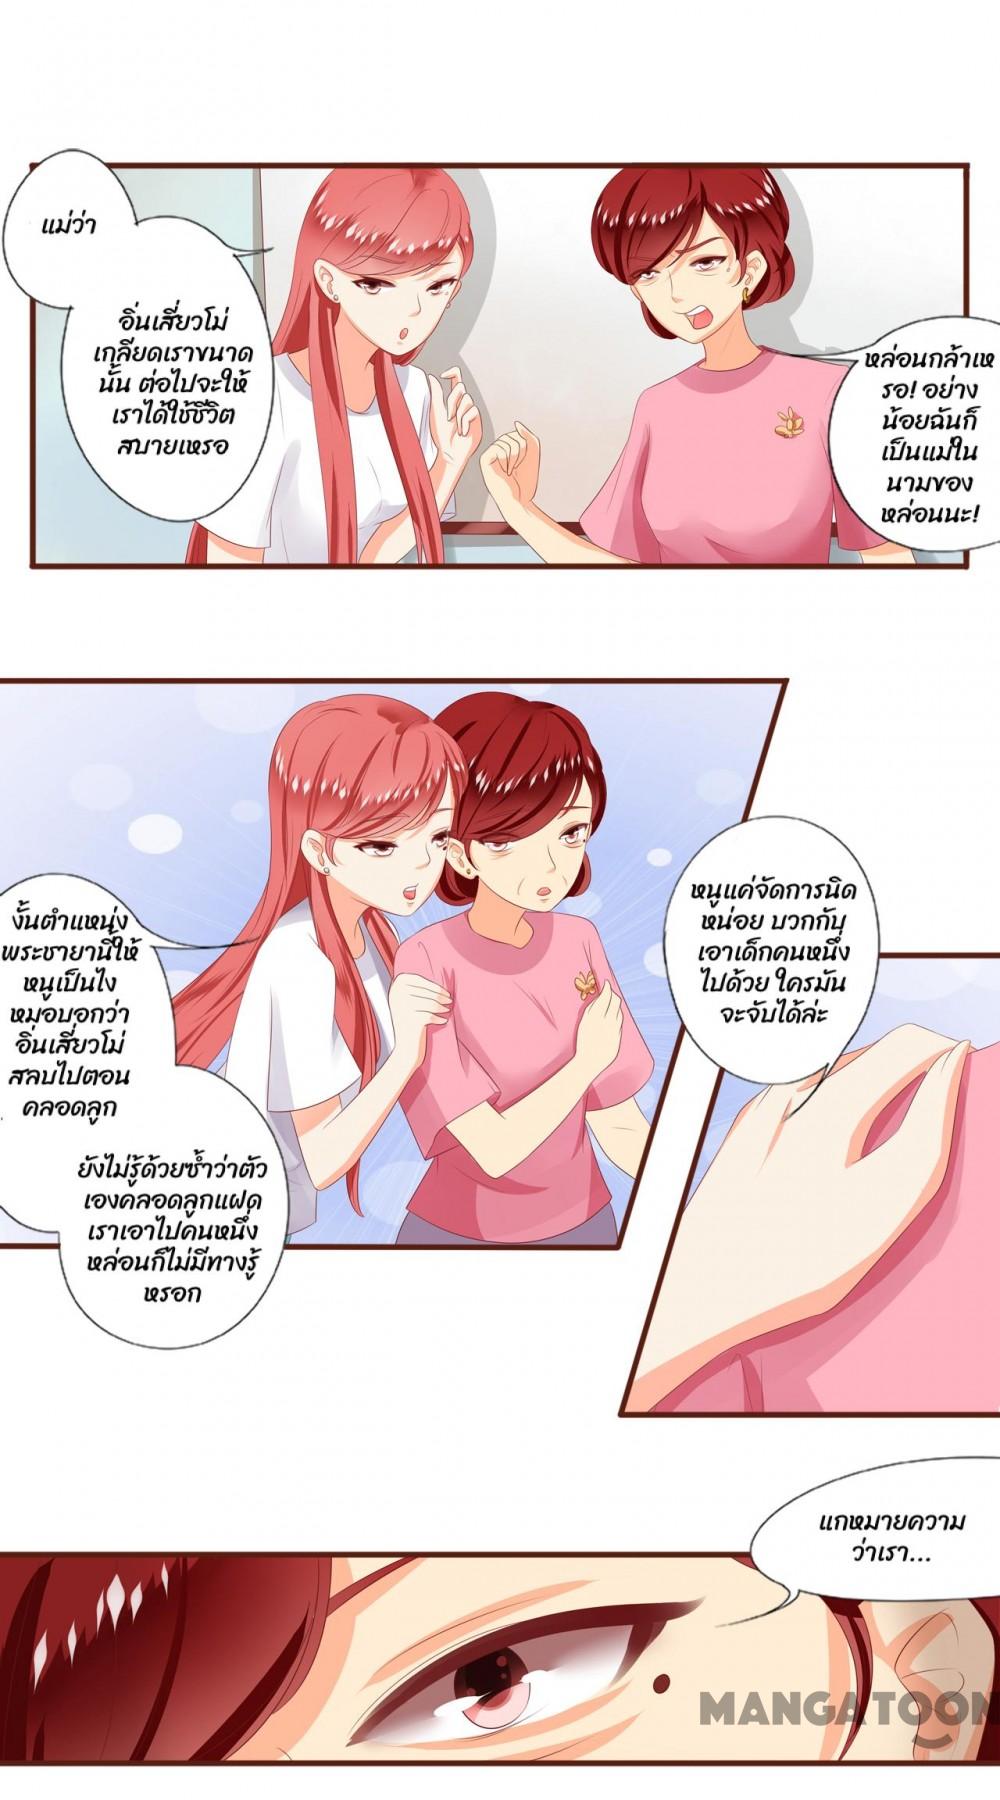 แม่ว่า
อิ่นเสี่ยวโม่
เกลียดเราขนาด
นั้น ต่อไปจะให้
เราได้ใช้ชีวิต
สบายเหรอ
หล่อนกล้าเห
รอ! อย่าง
น้อยฉันก็
เป็นแม่ใน
นามของ
หล่อนนะ!
งั้นตำแหน่ง
พระชายานี้ให้
หนูเป็นไง
หมอบอกว่า
อิ่นเสี่ยวโม่
สลบไปตอน
คลอดลูก
ยังไม่รู้ด้วยซ้ำว่าตัว
เองคลอดลูกแฝด
เราเอาไปคนหนึ่ง
หล่อนก็ไม่มีทางรู้
หรอก
หนูแค่จัดการนิด
หน่อย บวกกับ
เอาเด็กคนหนึ่ง
ไปด้วย ใครมัน
จะจับได้ล่ะ
แกหมายความ
ว่าเรา...
MANGATOON